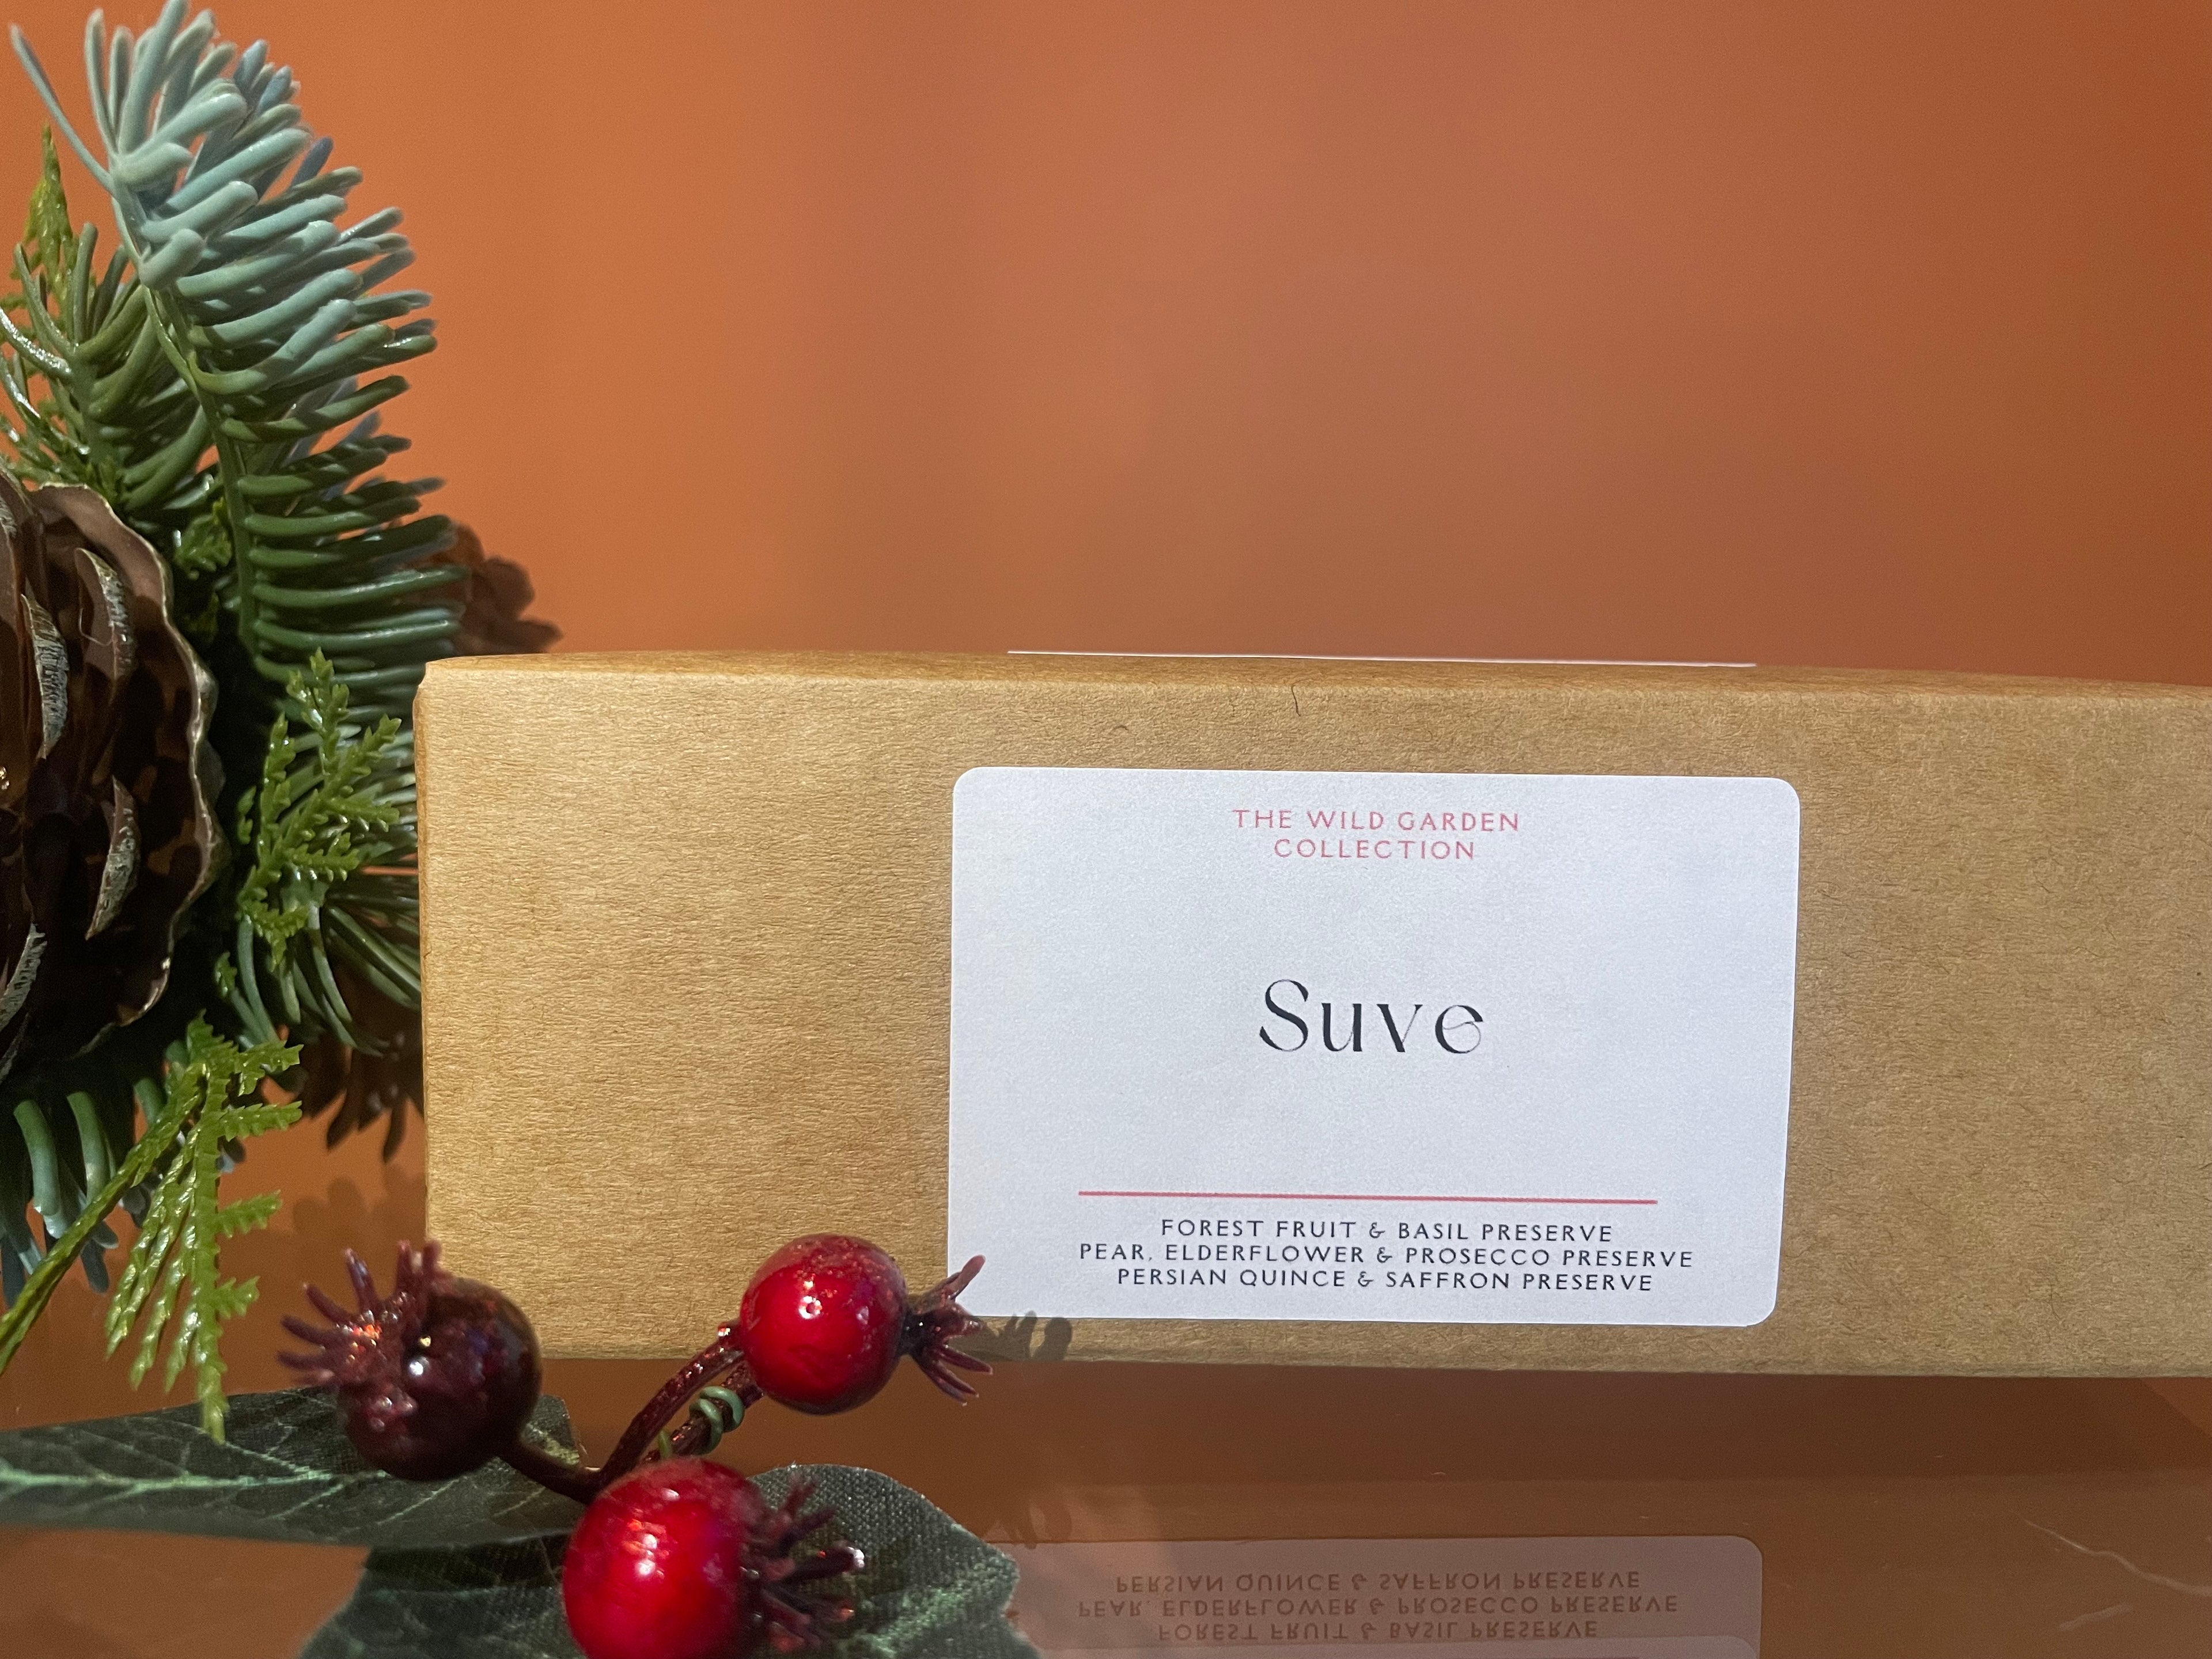 THE WILD GARDEN
COLLECTION
Suve
FOREST FRUIT & BASIL PRESERVE
PEAR, ELDERFLOWER & PROSECCO PRESERVE
PERSIAN QUINCE & SAFFRON PRESERVE